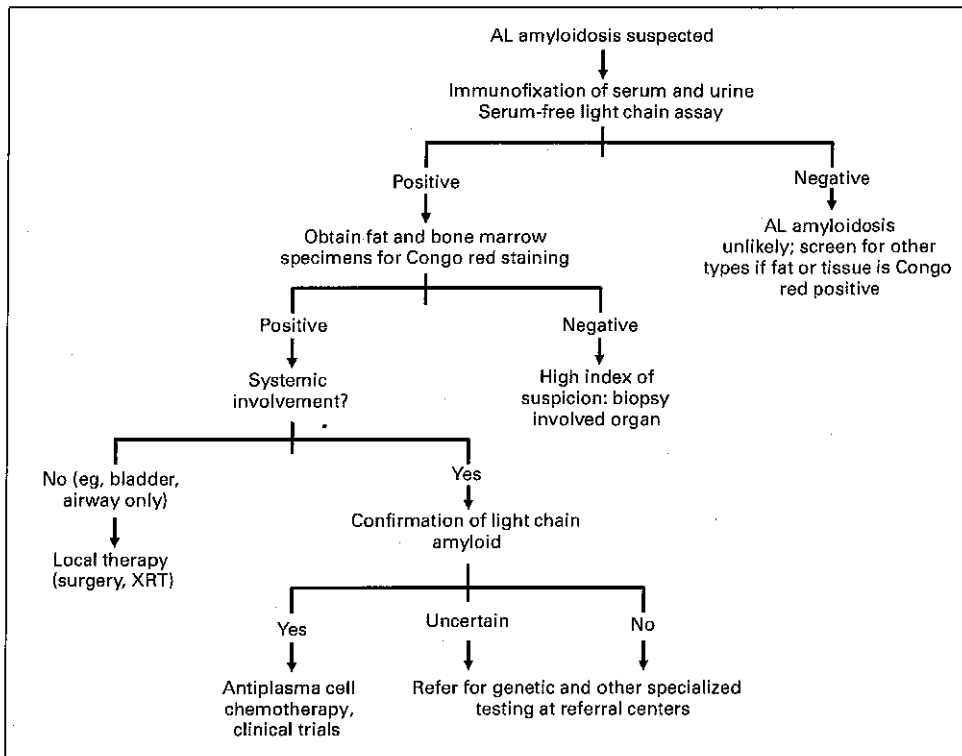 AL amyloidosis suspected
Immunofixation of serum and urine
Serum-free light chain assay
Positive
Negative
Obtain fat and bone marrow
specimens for Congo red staining
AL amyloidosis
unlikely; screen for other
types if fat or tissue is Congo
red positive
Positive
Negative
Systemic
involvement?
High index of
suspicion: biopsy
involved organ
No (eg, bladder,
airway only)
Yes
Local therapy
(surgery, XRT)
Confirmation of light chain
amyloid
Yes
Uncertain
No
Antiplasma cell
chemotherapy,
clinical trials
Refer for genetic and other specialized
testing at referral centers